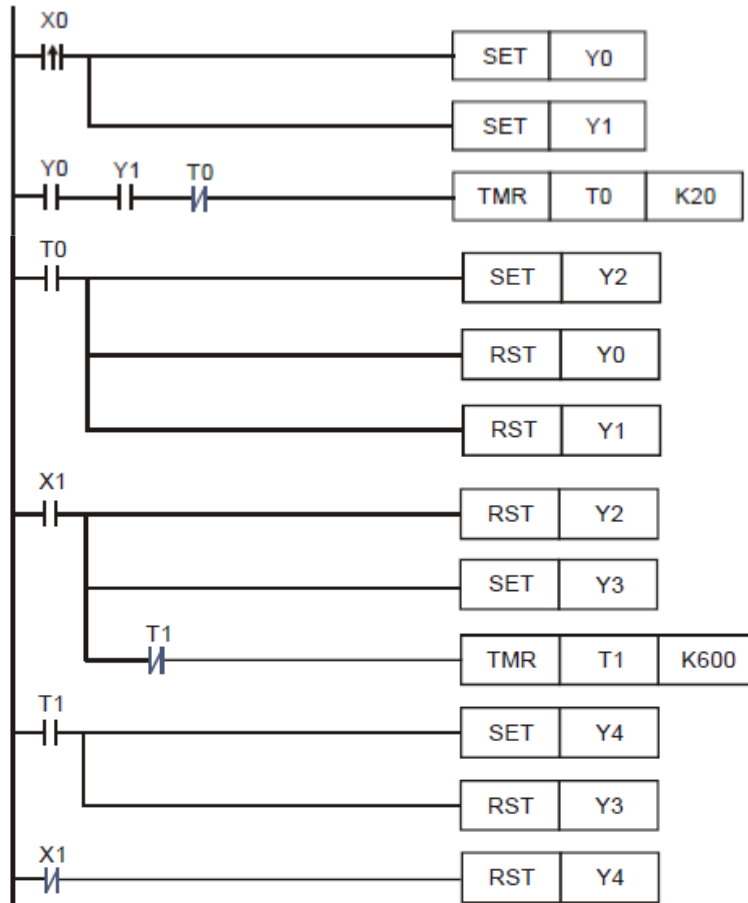 X0
SET Y0
SET Y1
Y0 Y1 T0
TMR T0 K20
T0
SET Y2
RST Y0
RST Y1
X1
RST Y2
SET Y3
T1
TMR T1 K600
T1
SET Y4
RST Y3
X1
RST Y4